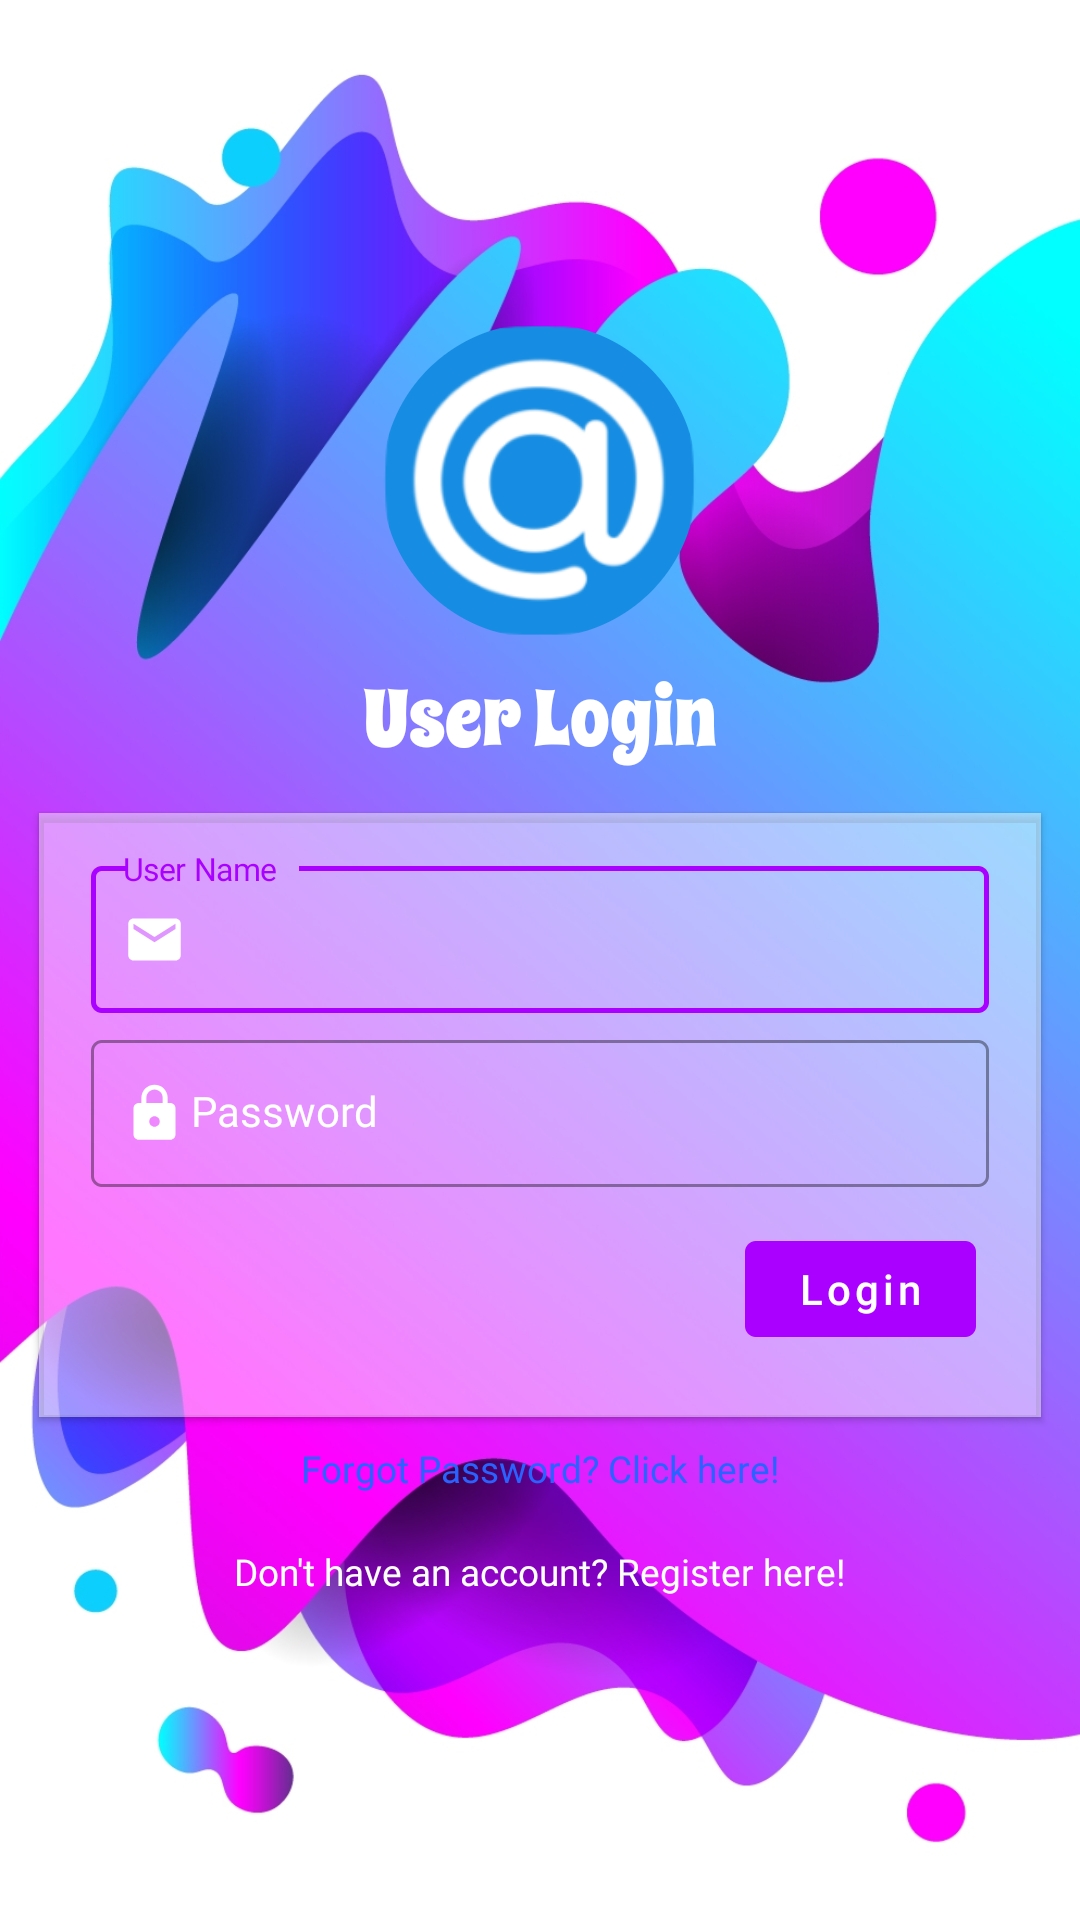 @
User Login
User Name
Password
Login
Forgot Password? Click here!
Don't have an account? Register here!